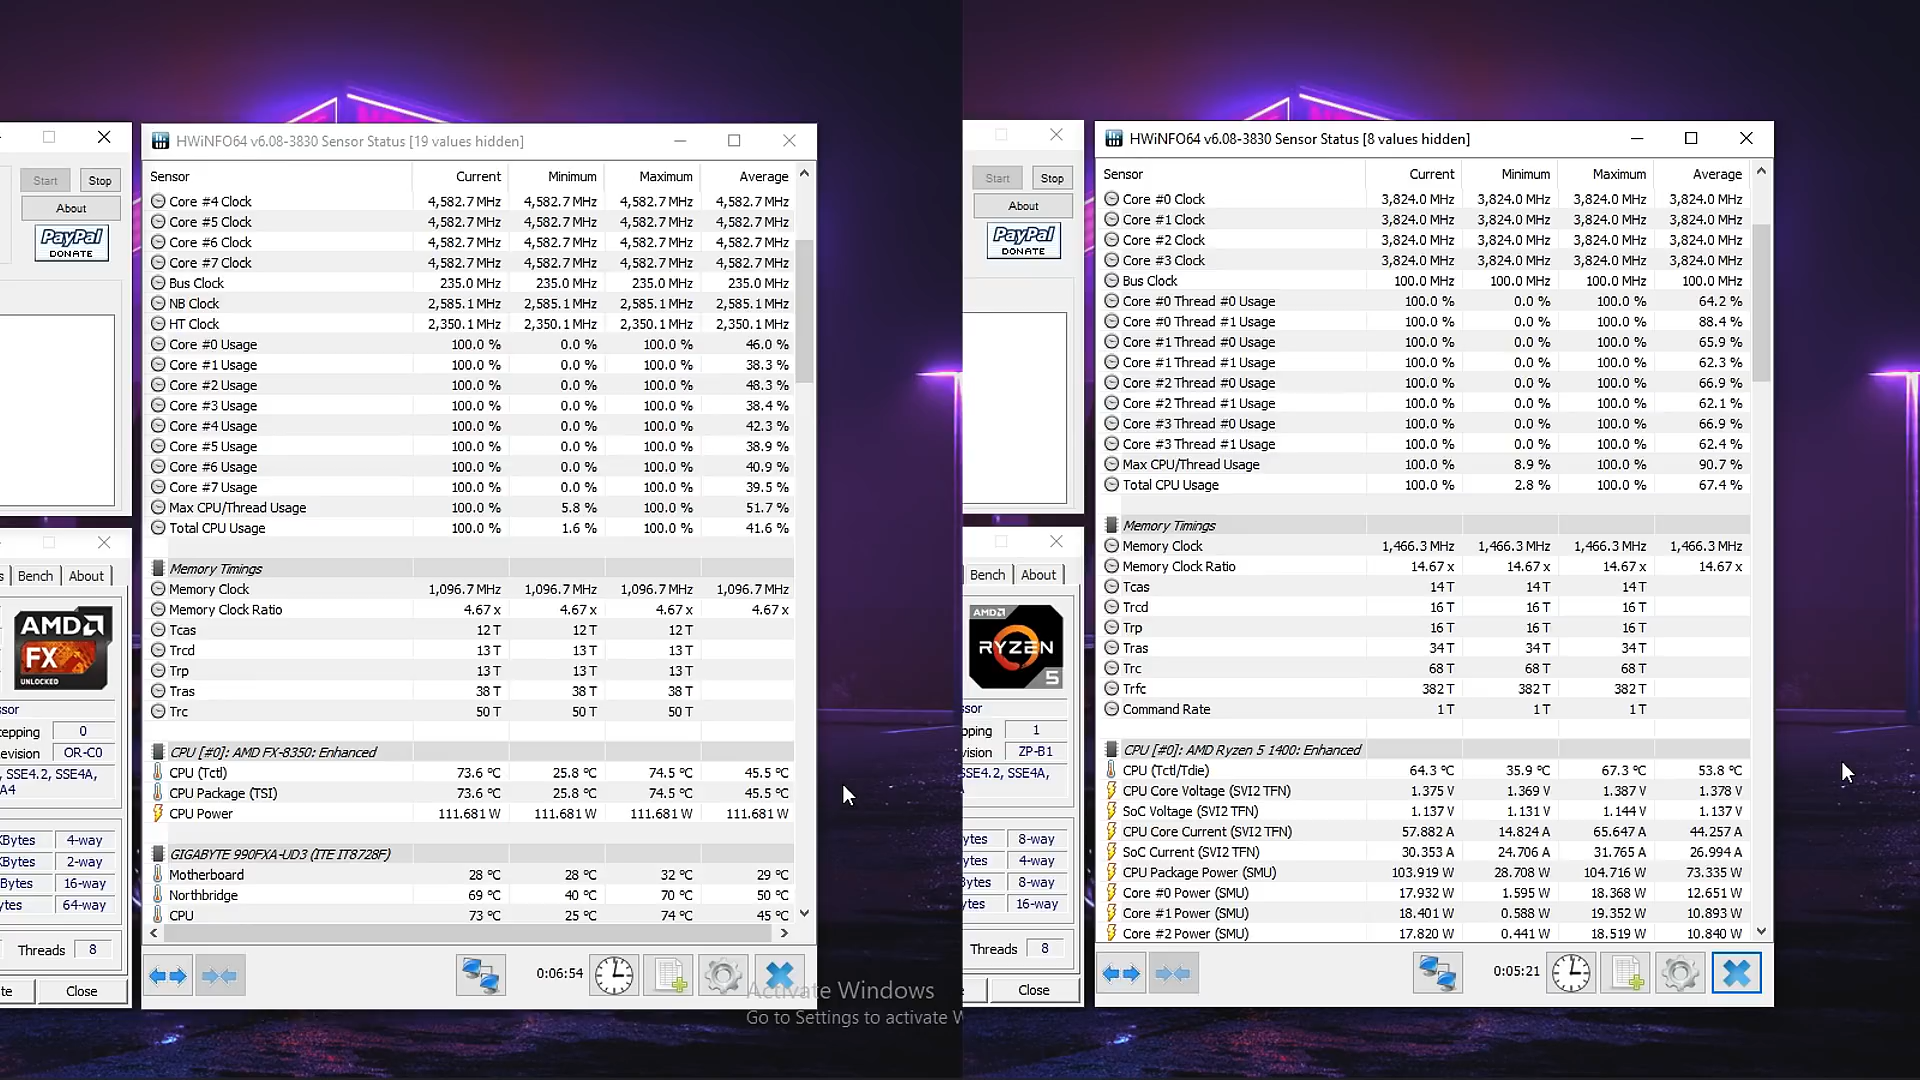 HWiNFO64 v6.08-3830 Sensor Status [19 values hidden]
Start
Stop
About
PayPal
DONATE
Sensor Current Minimum Maximum Average
Core #4 Clock 4,582.7 MHz 4,582.7 MHz 4,582.7 MHz 4,582.7 MHz
Core #5 Clock 4,582.7 MHz 4,582.7 MHz 4,582.7 MHz 4,582.7 MHz
Core #6 Clock 4,582.7 MHz 4,582.7 MHz 4,582.7 MHz 4,582.7 MHz
Core #7 Clock 4,582.7 MHz 4,582.7 MHz 4,582.7 MHz 4,582.7 MHz
Bus Clock 235.0 MHz 235.0 MHz 235.0 MHz 235.0 MHz
NB Clock 2,585.1 MHz 2,585.1 MHz 2,585.1 MHz 2,585.1 MHz
HT Clock 2,350.1 MHz 2,350.1 MHz 2,350.1 MHz 2,350.1 MHz
Core #0 Usage 100.0 % 0.0 % 100.0 % 46.0 %
Core #1 Usage 100.0 % 0.0 % 100.0 % 38.3 %
Core #2 Usage 100.0 % 0.0 % 100.0 % 48.3 %
Core #3 Usage 100.0 % 0.0 % 100.0 % 38.4 %
Core #4 Usage 100.0 % 0.0 % 100.0 % 42.3 %
Core #5 Usage 100.0 % 0.0 % 100.0 % 38.9 %
Core #6 Usage 100.0 % 0.0 % 100.0 % 40.9 %
Core #7 Usage 100.0 % 0.0 % 100.0 % 39.5 %
Max CPU/Thread Usage 100.0 % 5.8 % 100.0 % 51.7 %
Total CPU Usage 100.0 % 1.6 % 100.0 % 41.6 %
Memory Timings
Memory Clock 1,096.7 MHz 1,096.7 MHz 1,096.7 MHz 1,096.7 MHz
Memory Clock Ratio 4.67 x 4.67 x 4.67 x 4.67 x
Tcas 12 T 12 T 12 T
Trcd 13 T 13 T 13 T
Trp 13 T 13 T 13 T
Tras 38 T 38 T 38 T
Trc 50 T 50 T 50 T
CPU [#0]: AMD FX-8350: Enhanced
CPU (Tctl) 73.6 °C 25.8 °C 74.5 °C 45.5 °C
CPU Package (TSI) 73.6 °C 25.8 °C 74.5 °C 45.5 °C
CPU Power 111.681 W 111.681 W 111.681 W 111.681 W
GIGABYTE 990FXA-UD3 (ITE IT8728F)
Motherboard 28 °C 28 °C 32 °C 29 °C
Northbridge 69 °C 40 °C 70 °C 50 °C
CPU 73 °C 25 °C 74 °C 45 °C
0:06:54
s Bench About
AMD
FX
UNLOCKED
sor
epping 0
evision OR-C0
, SSE4.2, SSE4A,
A4
KBytes 4-way
KBytes 2-way
Bytes 16-way
ytes 64-way
Threads 8
te Close
Activate Windows
Go to Settings to activate W
HWiNFO64 v6.08-3830 Sensor Status [8 values hidden]
Start
Stop
About
PayPal
DONATE
Sensor Current Minimum Maximum Average
Core #0 Clock 3,824.0 MHz 3,824.0 MHz 3,824.0 MHz 3,824.0 MHz
Core #1 Clock 3,824.0 MHz 3,824.0 MHz 3,824.0 MHz 3,824.0 MHz
Core #2 Clock 3,824.0 MHz 3,824.0 MHz 3,824.0 MHz 3,824.0 MHz
Core #3 Clock 3,824.0 MHz 3,824.0 MHz 3,824.0 MHz 3,824.0 MHz
Bus Clock 100.0 MHz 100.0 MHz 100.0 MHz 100.0 MHz
Core #0 Thread #0 Usage 100.0 % 0.0 % 100.0 % 64.2 %
Core #0 Thread #1 Usage 100.0 % 0.0 % 100.0 % 88.4 %
Core #1 Thread #0 Usage 100.0 % 0.0 % 100.0 % 65.9 %
Core #1 Thread #1 Usage 100.0 % 0.0 % 100.0 % 62.3 %
Core #2 Thread #0 Usage 100.0 % 0.0 % 100.0 % 66.9 %
Core #2 Thread #1 Usage 100.0 % 0.0 % 100.0 % 62.1 %
Core #3 Thread #0 Usage 100.0 % 0.0 % 100.0 % 66.9 %
Core #3 Thread #1 Usage 100.0 % 0.0 % 100.0 % 62.4 %
Max CPU/Thread Usage 100.0 % 8.9 % 100.0 % 90.7 %
Total CPU Usage 100.0 % 2.8 % 100.0 % 67.4 %
Memory Timings
Memory Clock 1,466.3 MHz 1,466.3 MHz 1,466.3 MHz 1,466.3 MHz
Memory Clock Ratio 14.67 x 14.67 x 14.67 x 14.67 x
Tcas 14 T 14 T 14 T
Trcd 16 T 16 T 16 T
Trp 16 T 16 T 16 T
Tras 34 T 34 T 34 T
Trc 68 T 68 T 68 T
Trfc 382 T 382 T 382 T
Command Rate 1 T 1 T 1 T
CPU [#0]: AMD Ryzen 5 1400: Enhanced
CPU (Tctl/Tdie) 64.3 °C 35.9 °C 67.3 °C 53.8 °C
CPU Core Voltage (SVI2 TFN) 1.375 V 1.369 V 1.387 V 1.378 V
SoC Voltage (SVI2 TFN) 1.137 V 1.131 V 1.144 V 1.137 V
CPU Core Current (SVI2 TFN) 57.882 A 14.824 A 65.647 A 44.257 A
SoC Current (SVI2 TFN) 30.353 A 24.706 A 31.765 A 26.994 A
CPU Package Power (SMU) 103.919 W 28.708 W 104.716 W 73.335 W
Core #0 Power (SMU) 17.932 W 1.595 W 18.368 W 12.651 W
Core #1 Power (SMU) 18.401 W 0.588 W 19.352 W 10.893 W
Core #2 Power (SMU) 17.820 W 0.441 W 18.519 W 10.840 W
0:05:21
Bench About
AMD
RYZEN
5
ssor
pping 1
ision ZP-B1
SSE4.2, SSE4A,
ytes 8-way
ytes 4-way
Bytes 8-way
ytes 16-way
Threads 8
e Close